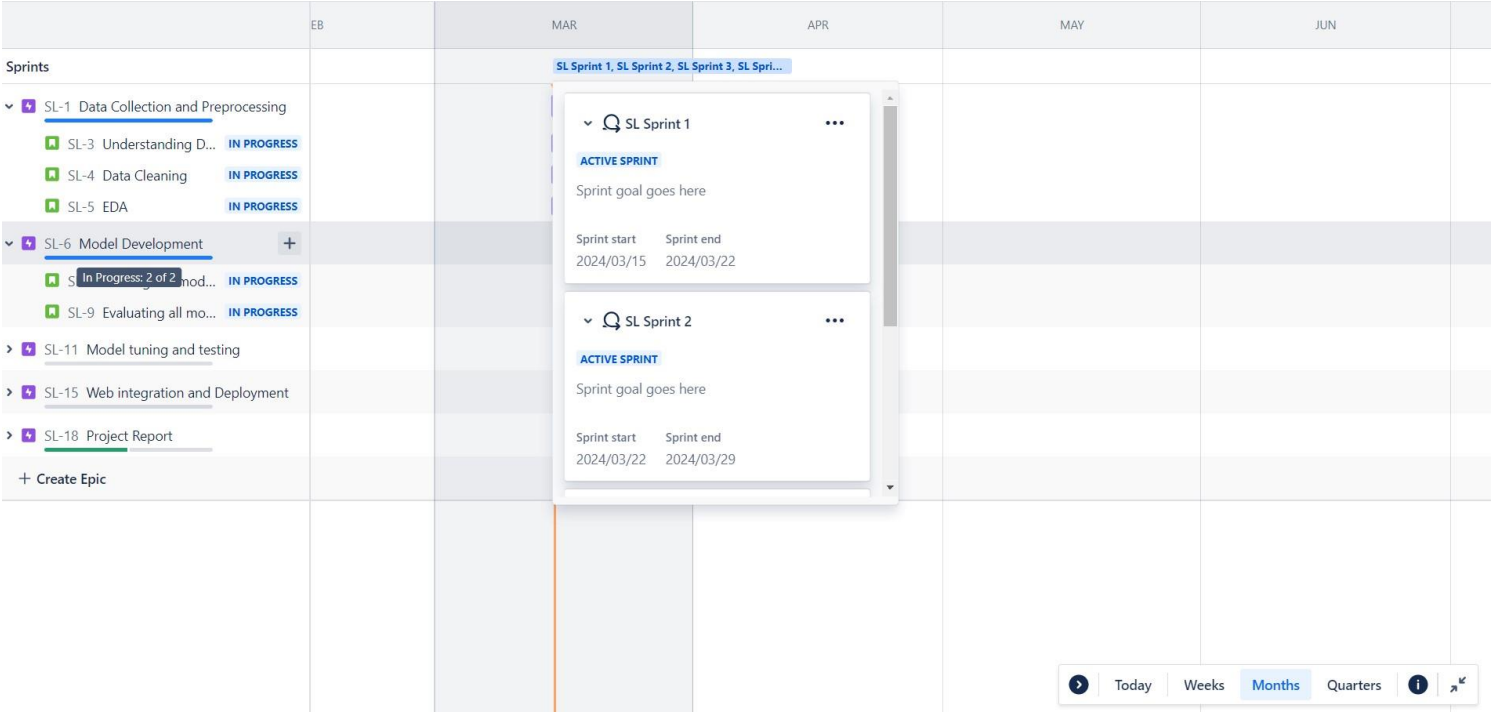 EB MAR APR MAY JUN
Sprints
SL Sprint 1, SL Sprint 2, SL Sprint 3, SL Spri...
SL-1 Data Collection and Preprocessing
SL-3 Understanding D... IN PROGRESS
SL-4 Data Cleaning IN PROGRESS
SL-5 EDA IN PROGRESS
SL-6 Model Development +
In Progress: 2 of 2
S mod... IN PROGRESS
SL-9 Evaluating all mo... IN PROGRESS
SL-11 Model tuning and testing
SL-15 Web integration and Deployment
SL-18 Project Report
+ Create Epic
SL Sprint 1
ACTIVE SPRINT
Sprint goal goes here
Sprint start Sprint end
2024/03/15 2024/03/22
SL Sprint 2
ACTIVE SPRINT
Sprint goal goes here
Sprint start Sprint end
2024/03/22 2024/03/29
Today Weeks Months Quarters